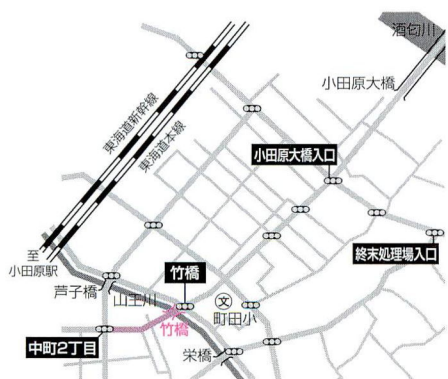 酒匂川
小田原大橋
東海道新幹線
東海道本線
小田原大橋入口
終末処理場入口
至
小田原駅
芦子橋
山王川
竹橋
文
町田小
竹橋
中町2丁目
栄橋